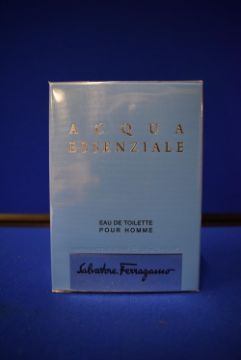 ACQUA
ESSENZIALE
EAU DE TOILETTE
POUR HOMME
Salvatore Ferragamo